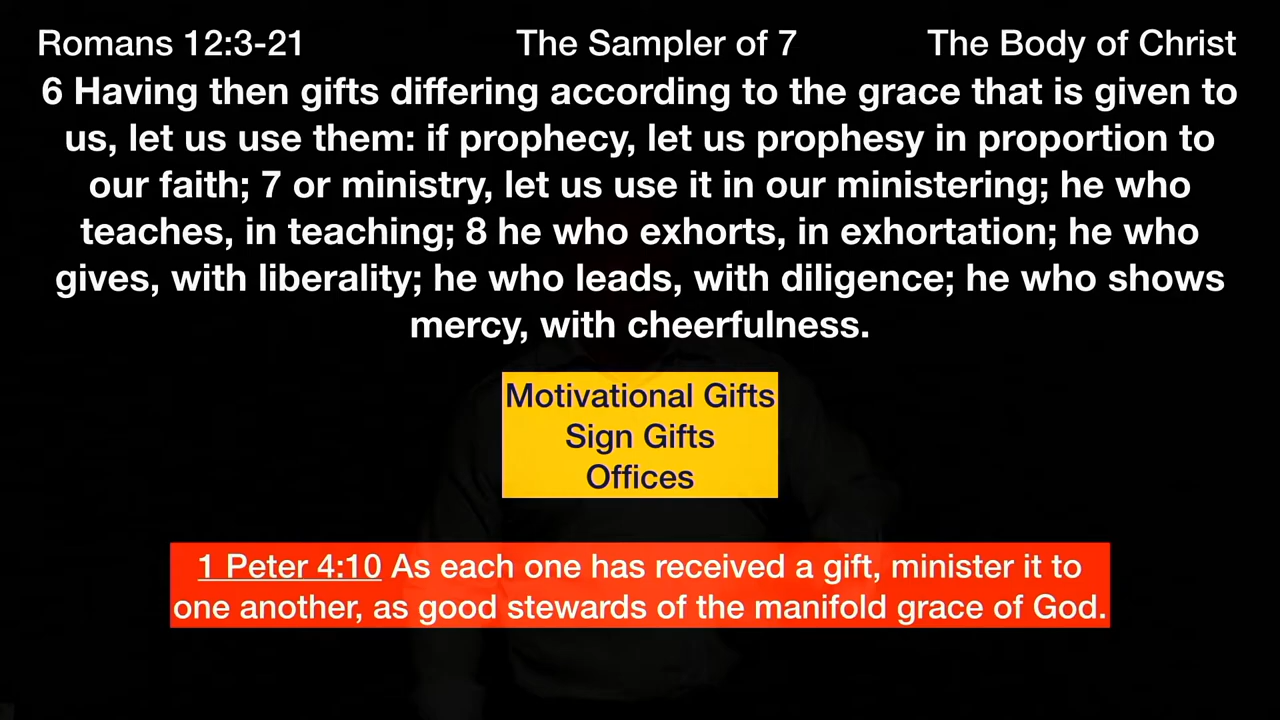 Romans 12:3-21 The Sampler of 7 The Body of Christ
6 Having then gifts differing according to the grace that is given to
us, let us use them: if prophecy, let us prophesy in proportion to
our faith; 7 or ministry, let us use it in our ministering; he who
teaches, in teaching; 8 he who exhorts, in exhortation; he who
gives, with liberality; he who leads, with diligence; he who shows
mercy, with cheerfulness.
Motivational Gifts
Sign Gifts
Offices
1 Peter 4:10 As each one has received a gift, minister it to
one another, as good stewards of the manifold grace of God.